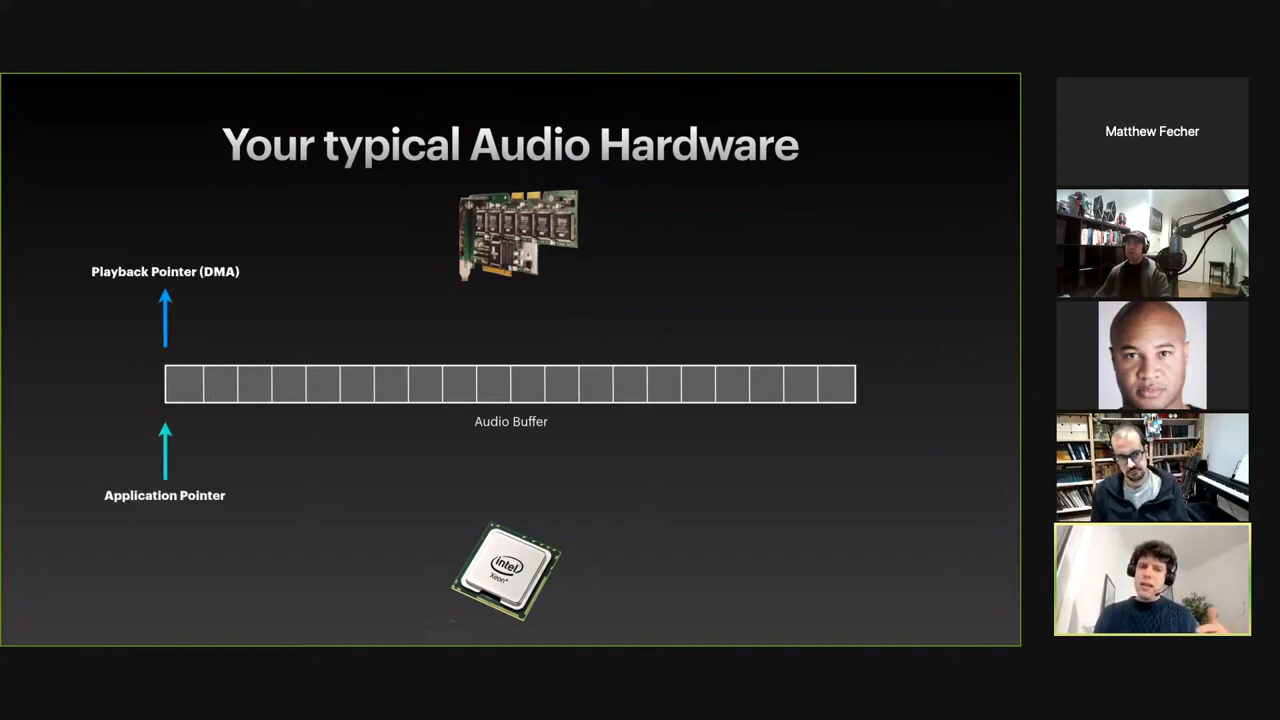 Your typical Audio Hardware
Matthew Fecher
Playback Pointer (DMA)
Audio Buffer
Application Pointer
intel
Xeon